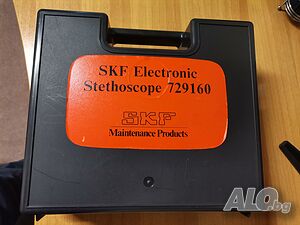 SKF Electronic
Stethoscope 729160
SKF
Maintenance Products
ALO.bg